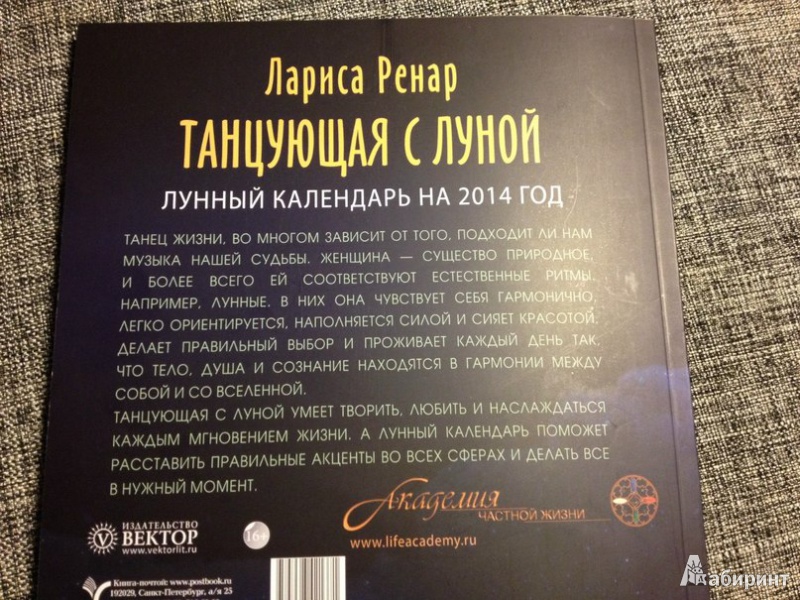 Лариса Ренар
ТАНЦУЮЩАЯ С ЛУНОЙ
ЛУННЫЙ КАЛЕНДАРЬ НА 2014 ГОД
ТАНЕЦ ЖИЗНИ, ВО МНОГОМ ЗАВИСИТ ОТ ТОГО, ПОДХОДИТ ЛИ НАМ
МУЗЫКА НАШЕЙ СУДЬБЫ. ЖЕНЩИНА — СУЩЕСТВО ПРИРОДНОЕ,
И БОЛЕЕ ВСЕГО ЕЙ СООТВЕТСТВУЮТ ЕСТЕСТВЕННЫЕ РИТМЫ.
НАПРИМЕР, ЛУННЫЕ. В НИХ ОНА ЧУВСТВУЕТ СЕБЯ ГАРМОНИЧНО,
ЛЕГКО ОРИЕНТИРУЕТСЯ, НАПОЛНЯЕТСЯ СИЛОЙ И СИЯЕТ КРАСОТОЙ,
ДЕЛАЕТ ПРАВИЛЬНЫЙ ВЫБОР И ПРОЖИВАЕТ КАЖДЫЙ ДЕНЬ ТАК,
ЧТО ТЕЛО, ДУША И СОЗНАНИЕ НАХОДЯТСЯ В ГАРМОНИИ МЕЖДУ
СОБОЙ И СО ВСЕЛЕННОЙ.
ТАНЦУЮЩАЯ С ЛУНОЙ УМЕЕТ ТВОРИТЬ, ЛЮБИТЬ И НАСЛАЖДАТЬСЯ
КАЖДЫМ МГНОВЕНИЕМ ЖИЗНИ. А ЛУННЫЙ КАЛЕНДАРЬ ПОМОЖЕТ
РАССТАВИТЬ ПРАВИЛЬНЫЕ АКЦЕНТЫ ВО ВСЕХ СФЕРАХ И ДЕЛАТЬ ВСЕ
В НУЖНЫЙ МОМЕНТ.
Академия
ЧАСТНОЙ ЖИЗНИ
www.lifeacademy.ru
ИЗДАТЕЛЬСТВО
ВЕКТОР
www.vektorlit.ru
16+
Книга-почтой: www.postbook.ru
192029, Санкт-Петербург, а/я 25
Лабиринт